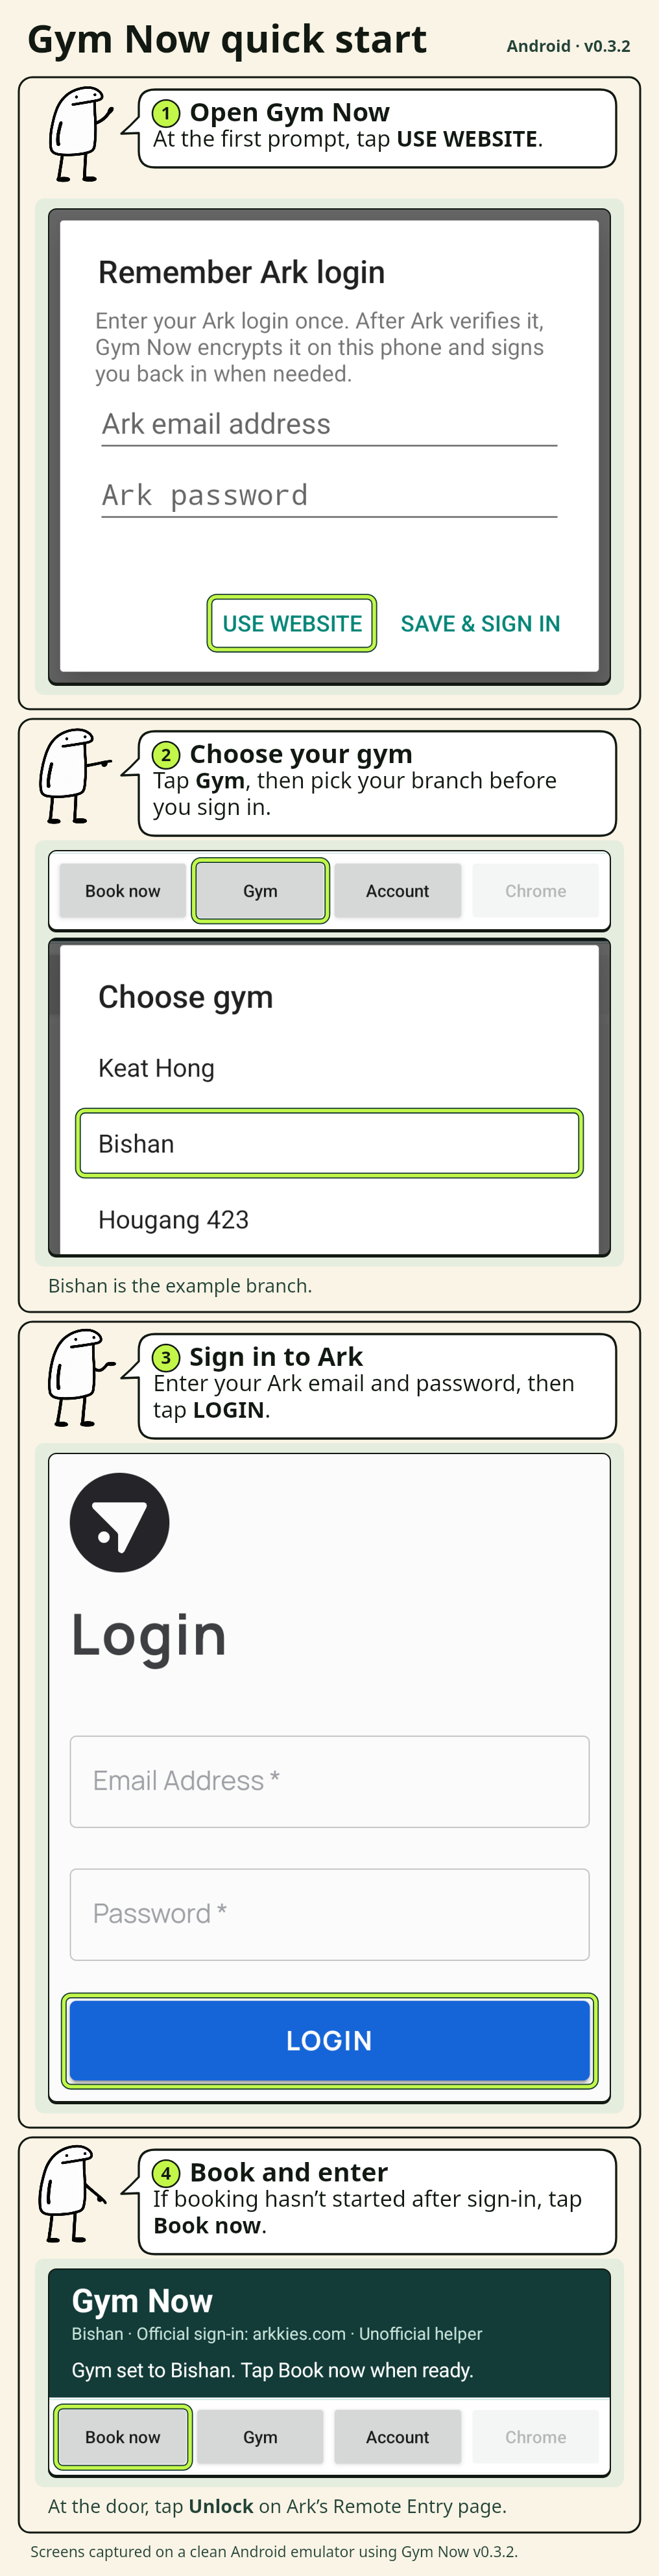 Gym Now quick start
Android · v0.3.2
1 Open Gym Now
At the first prompt, tap USE WEBSITE.
Remember Ark login
Enter your Ark login once. After Ark verifies it,
Gym Now encrypts it on this phone and signs
you back in when needed.
Ark email address
Ark password
USE WEBSITE SAVE & SIGN IN
2 Choose your gym
Tap Gym, then pick your branch before
you sign in.
Book now Gym Account Chrome
Choose gym
Keat Hong
Bishan
Hougang 423
Bishan is the example branch.
3 Sign in to Ark
Enter your Ark email and password, then
tap LOGIN.
Login
Email Address *
Password *
LOGIN
4 Book and enter
If booking hasn’t started after sign-in, tap
Book now.
Gym Now
Bishan · Official sign-in: arkkies.com · Unofficial helper
Gym set to Bishan. Tap Book now when ready.
Book now Gym Account Chrome
At the door, tap Unlock on Ark’s Remote Entry page.
Screens captured on a clean Android emulator using Gym Now v0.3.2.